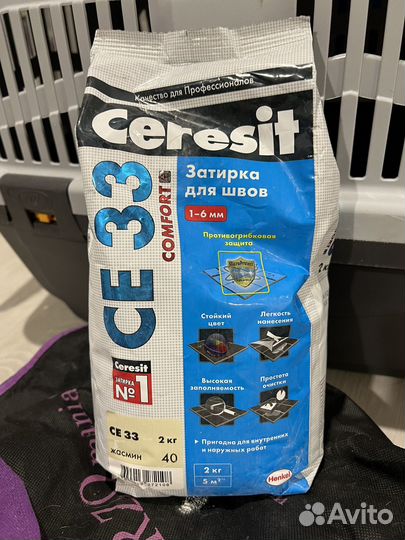 Качество для Профессионалов
Ceresit
CE 33
COMFORT
Затирка
для швов
1-6 мм
Противогрибковая
защита
Стойкий
цвет
Легкость
нанесения
Высокая
заполняемость
Простота
очистки
Ceresit
ЗАТИРКА
№1
CE 33 2 кг
жасмин 40
• Пригодна для внутренних
и наружных работ
2 кг
5 м²
Henkel
Avito